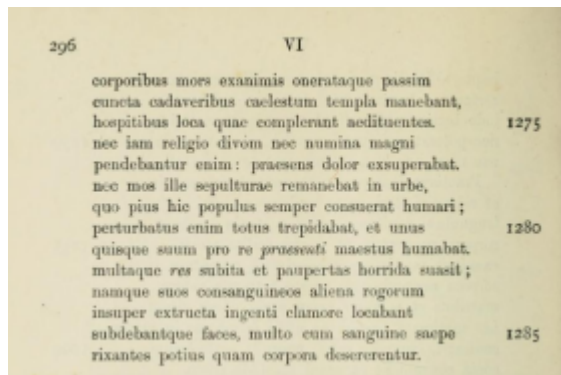 296 VI
corporibus mors exanimis onerataque passim
cuncta cadaveribus caelestum templa manebant,
hospitibus loca quae complerant aedituentes.
1275
nec iam religio divom nec numina magni
pendebantur enim: praesens dolor exsuperabat.
nec mos ille sepulturae remanebat in urbe,
quo pius hic populus semper consuerat humari;
perturbatus enim totus trepidabat, et unus
1280
quisque suum pro re praesenti maestus humabat.
multaque res subita et paupertas horrida suasit;
namque suos consanguineos aliena rogorum
insuper extructa ingenti clamore locabant
subdebantque faces, multo cum sanguine saepe
1285
rixantes potius quam corpora desererentur.